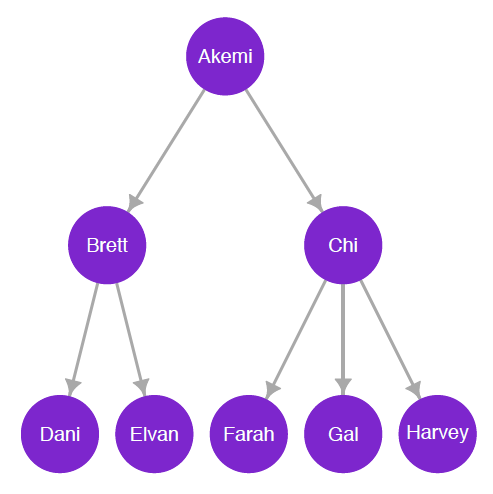 Akemi
Brett
Chi
Dani
Elvan
Farah
Gal
Harvey